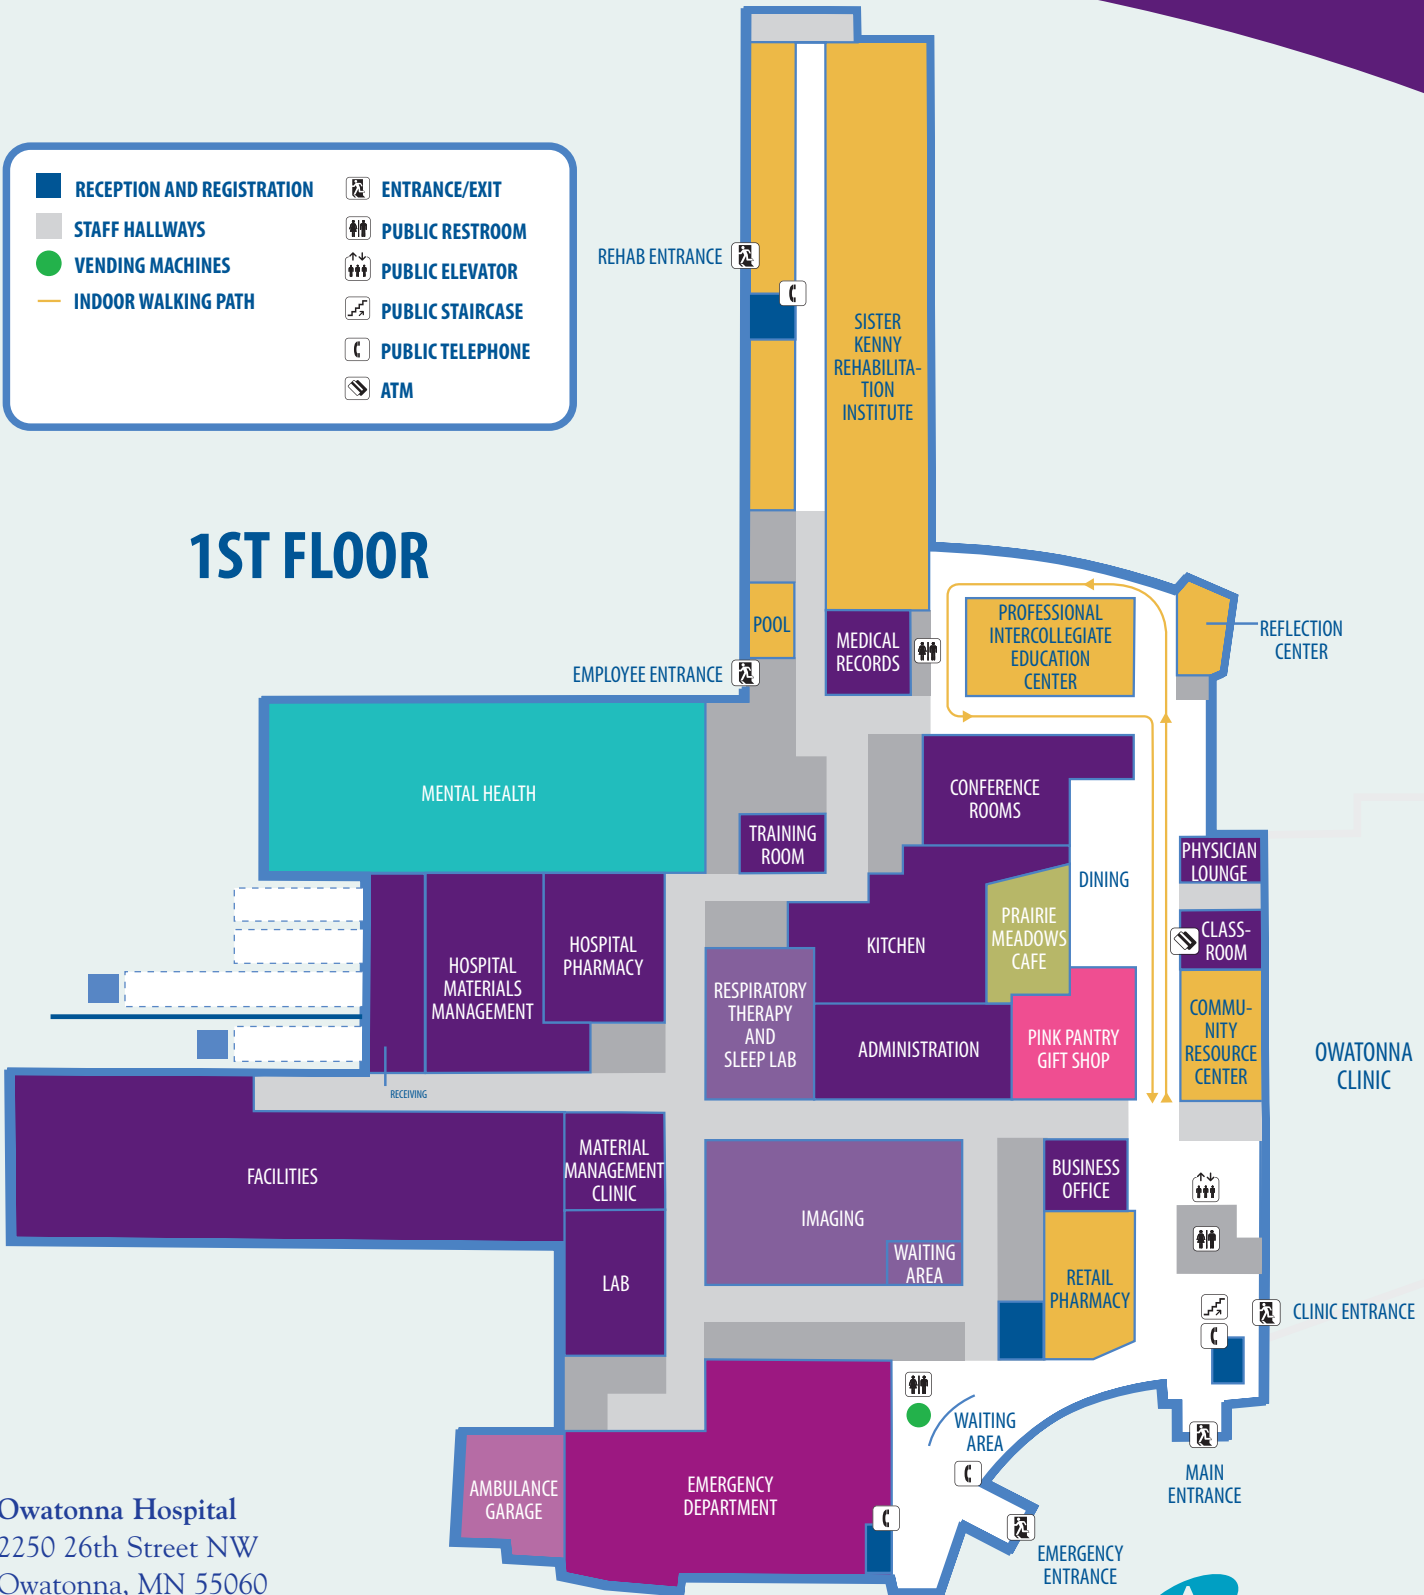 RECEPTION AND REGISTRATION
STAFF HALLWAYS
VENDING MACHINES
INDOOR WALKING PATH
ENTRANCE/EXIT
PUBLIC RESTROOM
PUBLIC ELEVATOR
PUBLIC STAIRCASE
PUBLIC TELEPHONE
ATM
1ST FLOOR
REHAB ENTRANCE
SISTER
KENNY
REHABILITA-
TION
INSTITUTE
POOL
MEDICAL
RECORDS
PROFESSIONAL
INTERCOLLEGIATE
EDUCATION
CENTER
REFLECTION
CENTER
EMPLOYEE ENTRANCE
MENTAL HEALTH
TRAINING
ROOM
CONFERENCE
ROOMS
DINING
PHYSICIAN
LOUNGE
CLASS-
ROOM
PRAIRIE
MEADOWS
CAFE
KITCHEN
HOSPITAL
PHARMACY
HOSPITAL
MATERIALS
MANAGEMENT
RESPIRATORY
THERAPY
AND
SLEEP LAB
ADMINISTRATION
PINK PANTRY
GIFT SHOP
COMMU-
NITY
RESOURCE
CENTER
OWATONNA
CLINIC
RECEIVING
FACILITIES
MATERIAL
MANAGEMENT
CLINIC
LAB
IMAGING
WAITING
AREA
BUSINESS
OFFICE
RETAIL
PHARMACY
CLINIC ENTRANCE
WAITING
AREA
MAIN
ENTRANCE
AMBULANCE
GARAGE
EMERGENCY
DEPARTMENT
EMERGENCY
ENTRANCE
Owatonna Hospital
2250 26th Street NW
Owatonna, MN 55060